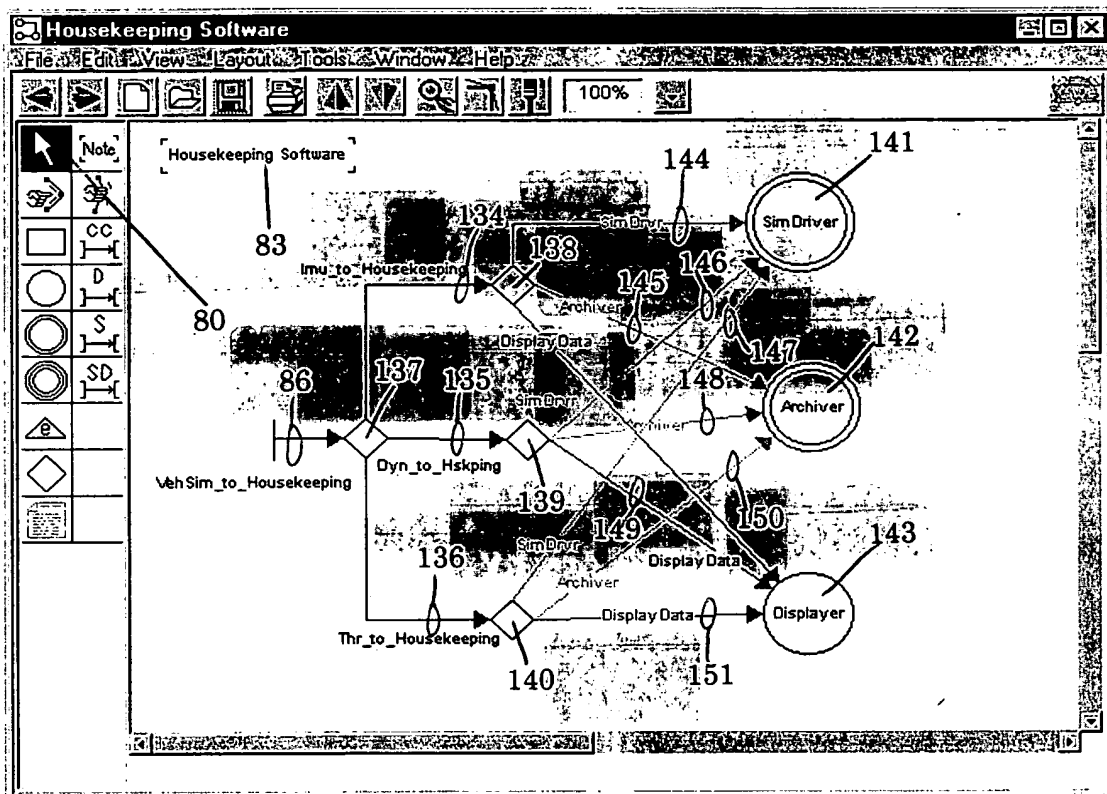 Housekeeping Software
File Edit View Layout Tools Window Help
100%
Note
CC
D
S
SD
e
Housekeeping Software
83
80
134
144
141
Sim Drvr
Sim Driver
138
Imu_to_Housekeeping
146
145
Archiver
147
142
Display Data
86
137
135
148
Sim Drvr
Archiver
Archiver
VehSim_to_Housekeeping
Dyn_to_Hskping
139
149
150
143
136
Sim Drvr
Display Data
Archiver
Display Data
Displayer
Thr_to_Housekeeping
140
151